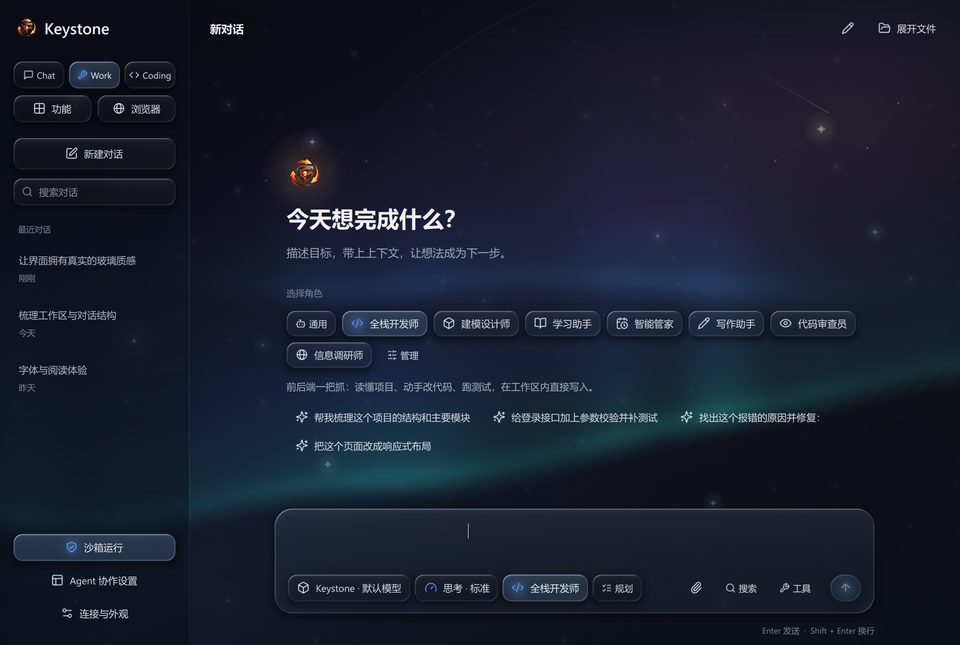 Keystone
新对话
展开文件
Chat
Work
Coding
功能
浏览器
新建对话
搜索对话
最近对话
让界面拥有真实的玻璃质感
刚刚
梳理工作区与对话结构
今天
字体与阅读体验
昨天
沙箱运行
Agent 协作设置
连接与外观
今天想完成什么?
描述目标，带上上下文，让想法成为下一步。
选择角色
通用
全栈开发师
建模设计师
学习助手
智能管家
写作助手
代码审查员
信息调研师
管理
前后端一把抓：读懂项目、动手改代码、跑测试，在工作区内直接写入。
帮我梳理这个项目的结构和主要模块
给登录接口加上参数校验并补测试
找出这个报错的原因并修复：
把这个页面改成响应式布局
Keystone · 默认模型
思考 · 标准
全栈开发师
规划
搜索
工具
Enter 发送 · Shift + Enter 换行